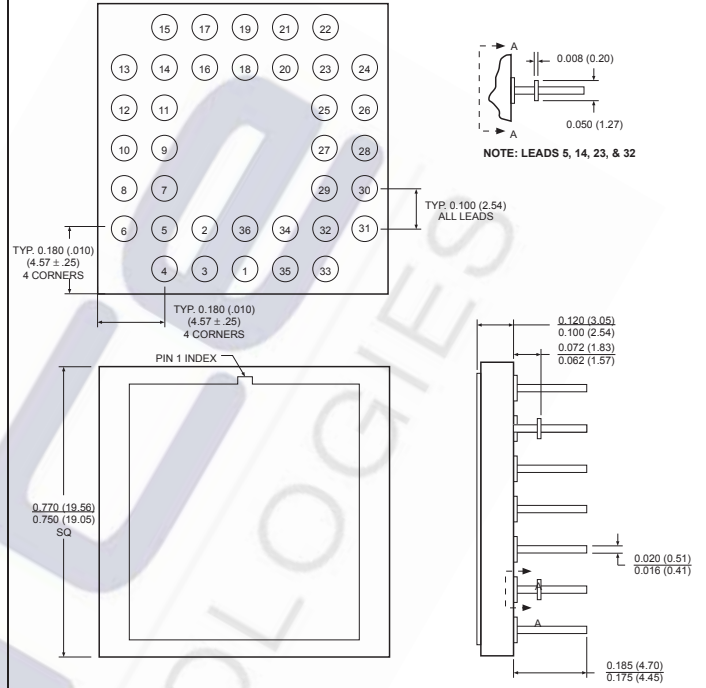 15 17 19 21 22
13 14 16 18 20 23 24
12 11 25 26
10 9 27 28
8 7 29 30
6 5 2 36 34 32 31
4 3 1 35 33
TYP. 0.100 (2.54)
ALL LEADS
TYP. 0.180 (.010)
(4.57 ± .25)
4 CORNERS
TYP. 0.180 (.010)
(4.57 ± .25)
4 CORNERS
A
0.008 (0.20)
0.050 (1.27)
A
NOTE: LEADS 5, 14, 23, & 32
PIN 1 INDEX
0.770 (19.56)
0.750 (19.05)
SQ
0.120 (3.05)
0.100 (2.54)
0.072 (1.83)
0.062 (1.57)
0.020 (0.51)
0.016 (0.41)
A
A
0.185 (4.70)
0.175 (4.45)
OLOGIES